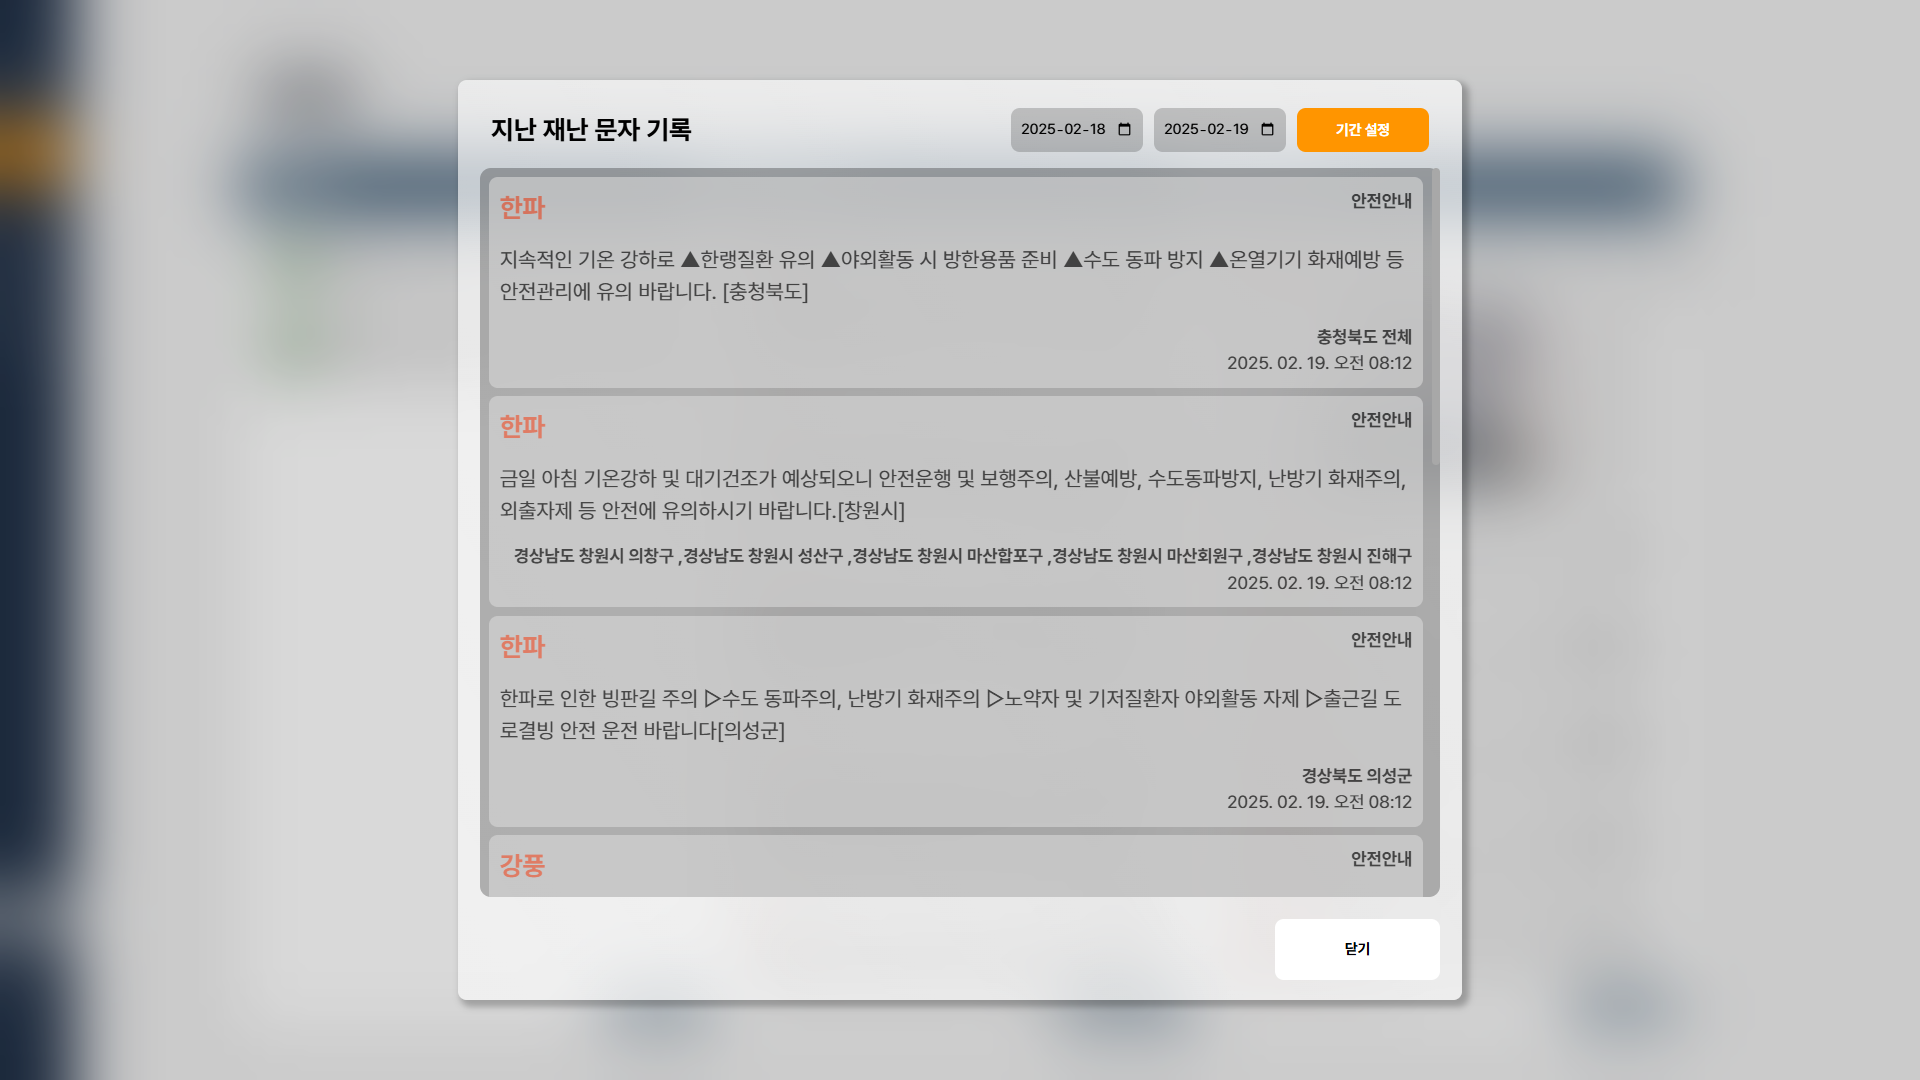 지난 재난 문자 기록
2025-02-18
2025-02-19
기간 설정
한파
안전안내
지속적인 기온 강하로 ▲한랭질환 유의 ▲야외활동 시 방한용품 준비 ▲수도 동파 방지 ▲온열기기 화재예방 등
안전관리에 유의 바랍니다. [충청북도]
충청북도 전체
2025. 02. 19. 오전 08:12
한파
안전안내
금일 아침 기온강하 및 대기건조가 예상되오니 안전운행 및 보행주의, 산불예방, 수도동파방지, 난방기 화재주의,
외출자제 등 안전에 유의하시기 바랍니다.[창원시]
경상남도 창원시 의창구 ,경상남도 창원시 성산구 ,경상남도 창원시 마산합포구 ,경상남도 창원시 마산회원구 ,경상남도 창원시 진해구
2025. 02. 19. 오전 08:12
한파
안전안내
한파로 인한 빙판길 주의 ▷수도 동파주의, 난방기 화재주의 ▷노약자 및 기저질환자 야외활동 자제 ▷출근길 도
로결빙 안전 운전 바랍니다[의성군]
경상북도 의성군
2025. 02. 19. 오전 08:12
강풍
안전안내
닫기